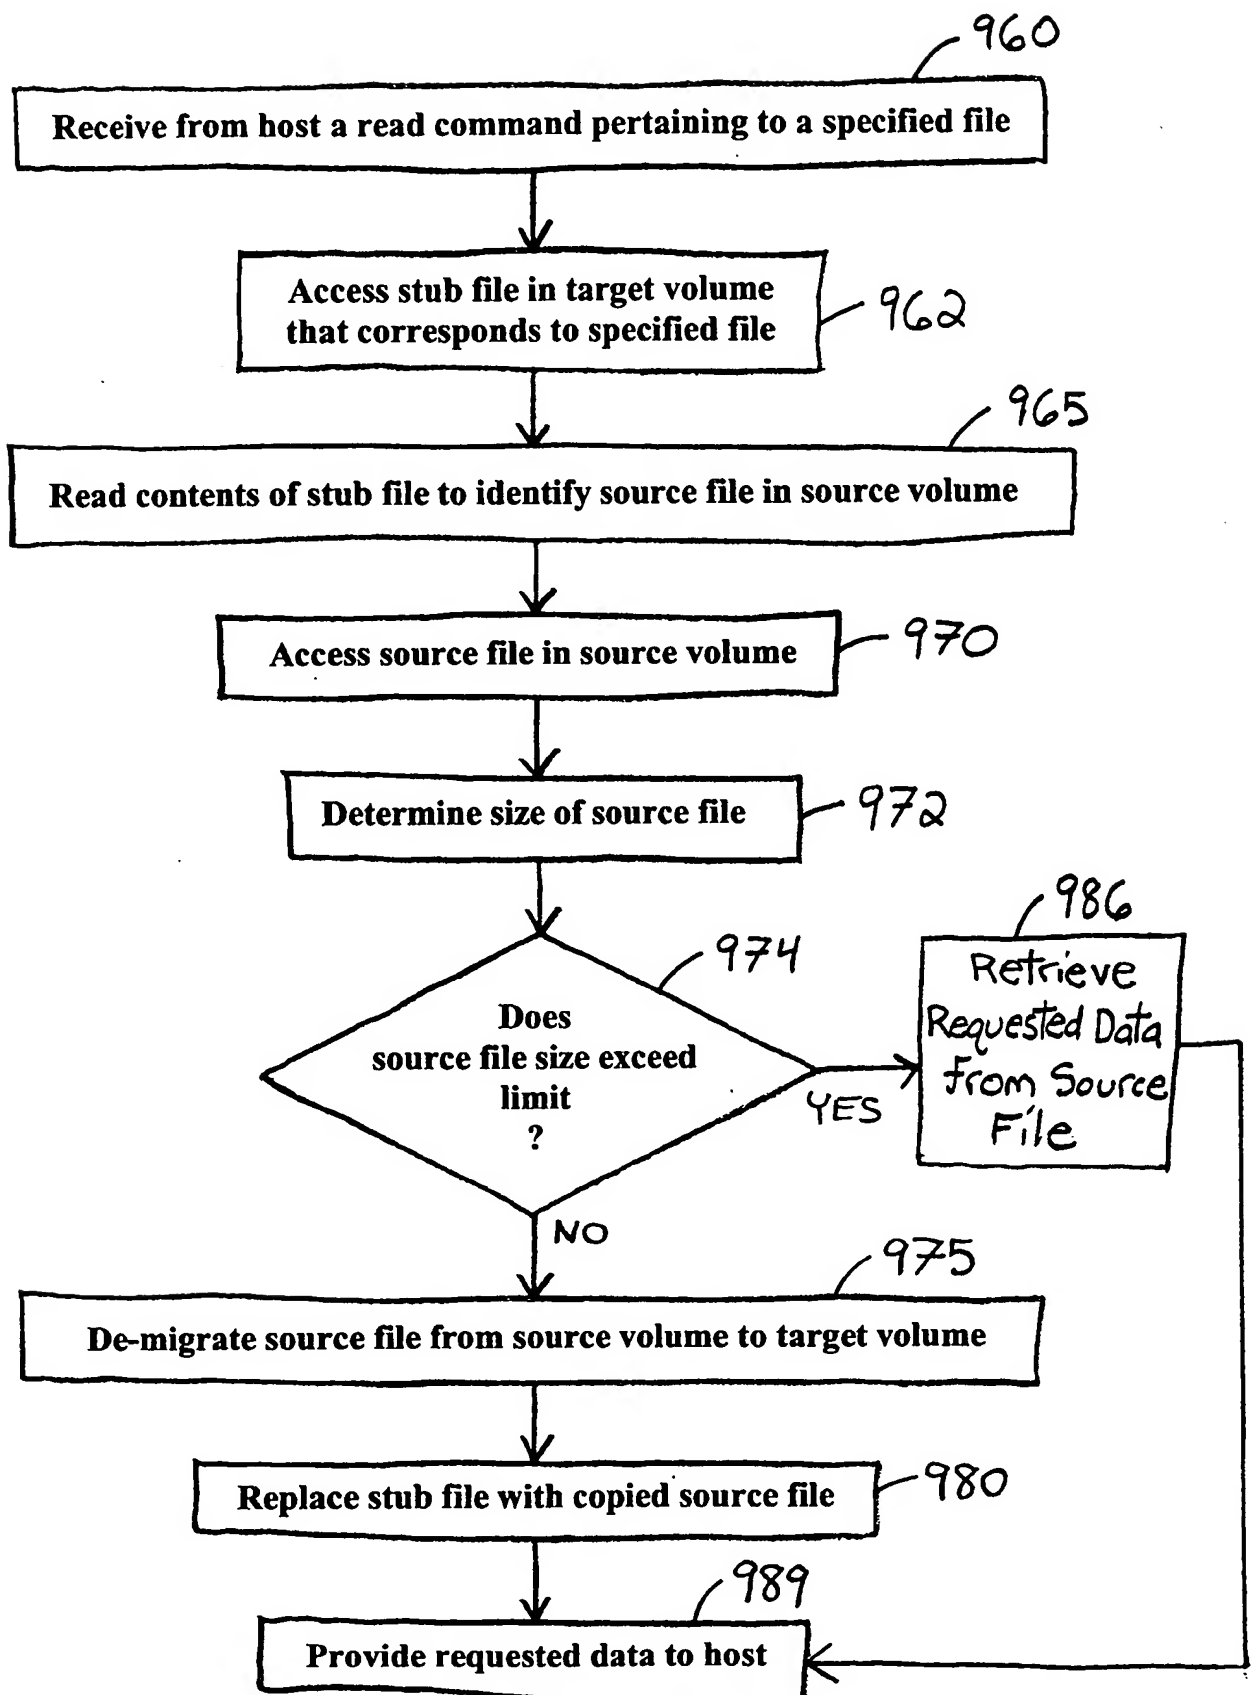 960
Receive from host a read command pertaining to a specified file
Access stub file in target volume
that corresponds to specified file
962
965
Read contents of stub file to identify source file in source volume
Access source file in source volume
970
Determine size of source file
972
974
Does
source file size exceed
limit
?
YES
986
Retrieve
Requested Data
from Source
File
NO
975
De-migrate source file from source volume to target volume
Replace stub file with copied source file
980
989
Provide requested data to host